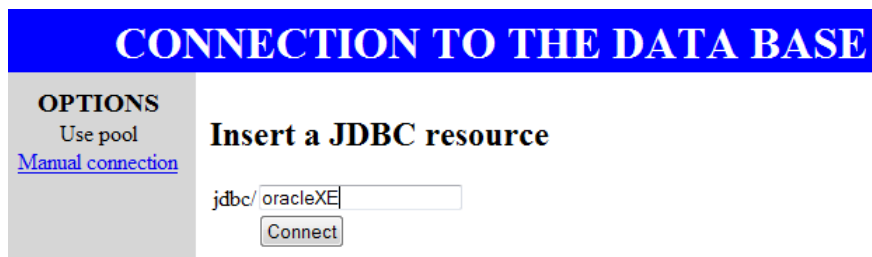 CONNECTION TO THE DATA BASE
OPTIONS
Use pool
Manual connection
Insert a JDBC resource
jdbc/ oracleXE
Connect